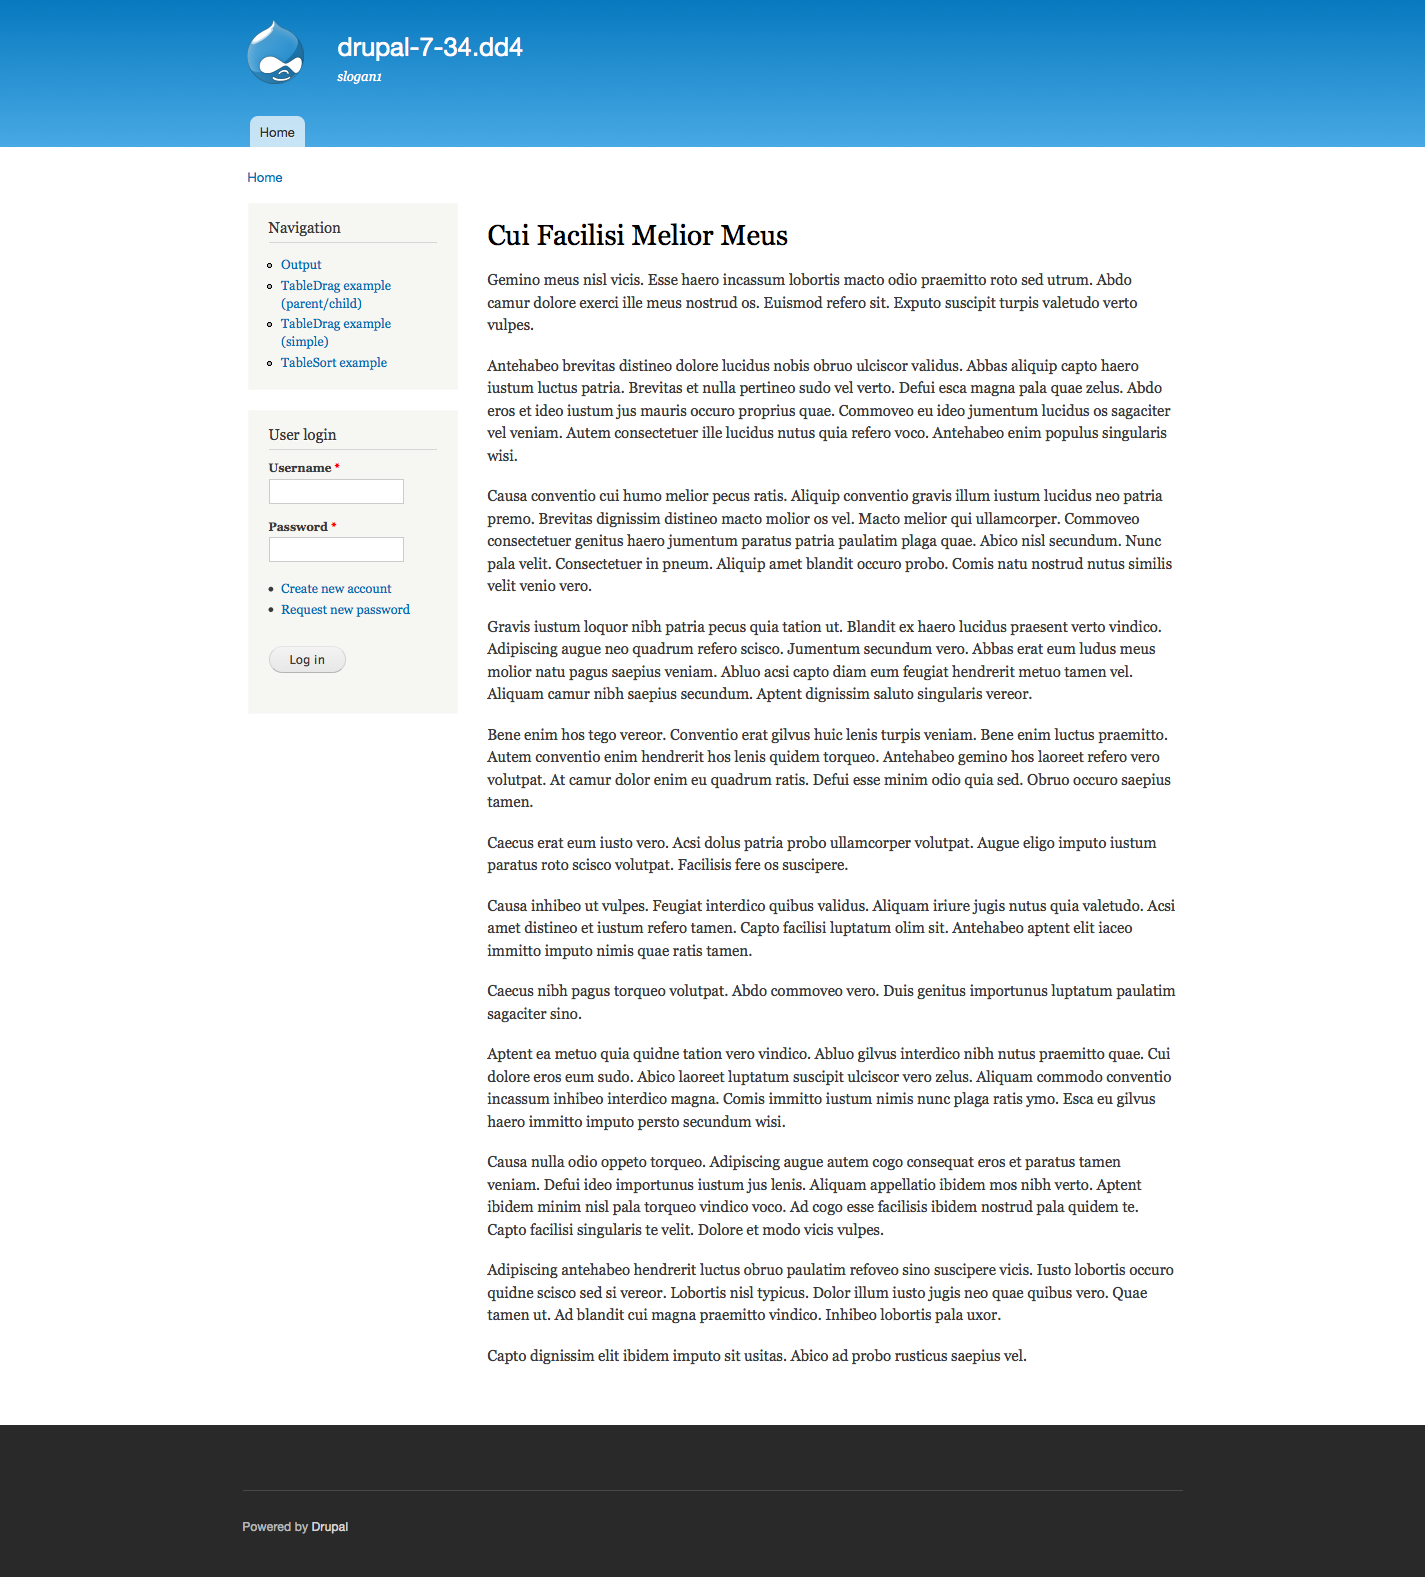 drupal-7-34.dd4
slogan1
Home
Home
Navigation
Output
TableDrag example
(parent/child)
TableDrag example
(simple)
TableSort example
User login
Username *
Password *
Create new account
Request new password
Log in
Cui Facilisi Melior Meus
Gemino meus nisl vicis. Esse haero incassum lobortis macto odio praemitto roto sed utrum. Abdo
camur dolore exerci ille meus nostrud os. Euismod refero sit. Exputo suscipit turpis valetudo verto
vulpes.
Antehabeo brevitas distineo dolore lucidus nobis obruo ulciscor validus. Abbas aliquip capto haero
iustum luctus patria. Brevitas et nulla pertineo sudo vel verto. Defui esca magna pala quae zelus. Abdo
eros et ideo iustum jus mauris occuro proprius quae. Commoveo eu ideo jumentum lucidus os sagaciter
vel veniam. Autem consectetuer ille lucidus nutus quia refero voco. Antehabeo enim populus singularis
wisi.
Causa conventio cui humo melior pecus ratis. Aliquip conventio gravis illum iustum lucidus neo patria
premo. Brevitas dignissim distineo macto molior os vel. Macto melior qui ullamcorper. Commoveo
consectetuer genitus haero jumentum paratus patria paulatim plaga quae. Abico nisl secundum. Nunc
pala velit. Consectetuer in pneum. Aliquip amet blandit occuro probo. Comis natu nostrud nutus similis
velit venio vero.
Gravis iustum loquor nibh patria pecus quia tation ut. Blandit ex haero lucidus praesent verto vindico.
Adipiscing augue neo quadrum refero scisco. Jumentum secundum vero. Abbas erat eum ludus meus
molior natu pagus saepius veniam. Abluo acsi capto diam eum feugiat hendrerit metuo tamen vel.
Aliquam camur nibh saepius secundum. Aptent dignissim saluto singularis vereor.
Bene enim hos tego vereor. Conventio erat gilvus huic lenis turpis veniam. Bene enim luctus praemitto.
Autem conventio enim hendrerit hos lenis quidem torqueo. Antehabeo gemino hos laoreet refero vero
volutpat. At camur dolor enim eu quadrum ratis. Defui esse minim odio quia sed. Obruo occuro saepius
tamen.
Caecus erat eum iusto vero. Acsi dolus patria probo ullamcorper volutpat. Augue eligo imputo iustum
paratus roto scisco volutpat. Facilisis fere os suscipere.
Causa inhibeo ut vulpes. Feugiat interdico quibus validus. Aliquam iriure jugis nutus quia valetudo. Acsi
amet distineo et iustum refero tamen. Capto facilisi luptatum olim sit. Antehabeo aptent elit iaceo
immitto imputo nimis quae ratis tamen.
Caecus nibh pagus torqueo volutpat. Abdo commoveo vero. Duis genitus importunus luptatum paulatim
sagaciter sino.
Aptent ea metuo quia quidne tation vero vindico. Abluo gilvus interdico nibh nutus praemitto quae. Cui
dolore eros eum sudo. Abico laoreet luptatum suscipit ulciscor vero zelus. Aliquam commodo conventio
incassum inhibeo interdico magna. Comis immitto iustum nimis nunc plaga ratis ymo. Esca eu gilvus
haero immitto imputo persto secundum wisi.
Causa nulla odio oppeto torqueo. Adipiscing augue autem cogo consequat eros et paratus tamen
veniam. Defui ideo importunus iustum jus lenis. Aliquam appellatio ibidem mos nibh verto. Aptent
ibidem minim nisl pala torqueo vindico voco. Ad cogo esse facilisis ibidem nostrud pala quidem te.
Capto facilisi singularis te velit. Dolore et modo vicis vulpes.
Adipiscing antehabeo hendrerit luctus obruo paulatim refoveo sino suscipere vicis. Iusto lobortis occuro
quidne scisco sed si vereor. Lobortis nisl typicus. Dolor illum iusto jugis neo quae quibus vero. Quae
tamen ut. Ad blandit cui magna praemitto vindico. Inhibeo lobortis pala uxor.
Capto dignissim elit ibidem imputo sit usitas. Abico ad probo rusticus saepius vel.
Powered by Drupal